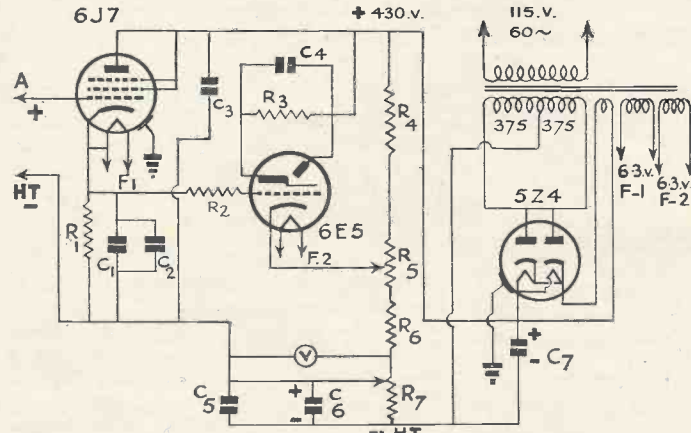 6J7
+ 430.v.
115.v.
60~
A
+
C3
C4
R3
R4
375 375
HT
−
F1
R2
6E5
F.2
5Z4
6·3.v.
F-1
6·3.v.
F-2
R1
C1
C2
R5
R6
V
+
−
C7
C5
+
−
C6
R7